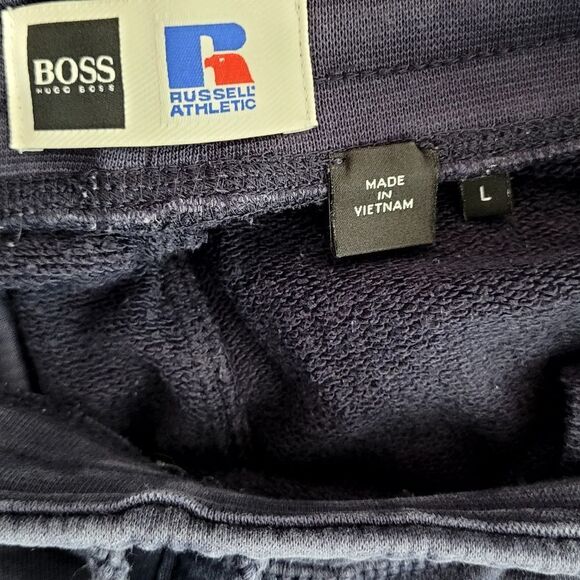 BOSS
HUGO BOSS
R
RUSSELL
ATHLETIC
MADE
IN
VIETNAM
L